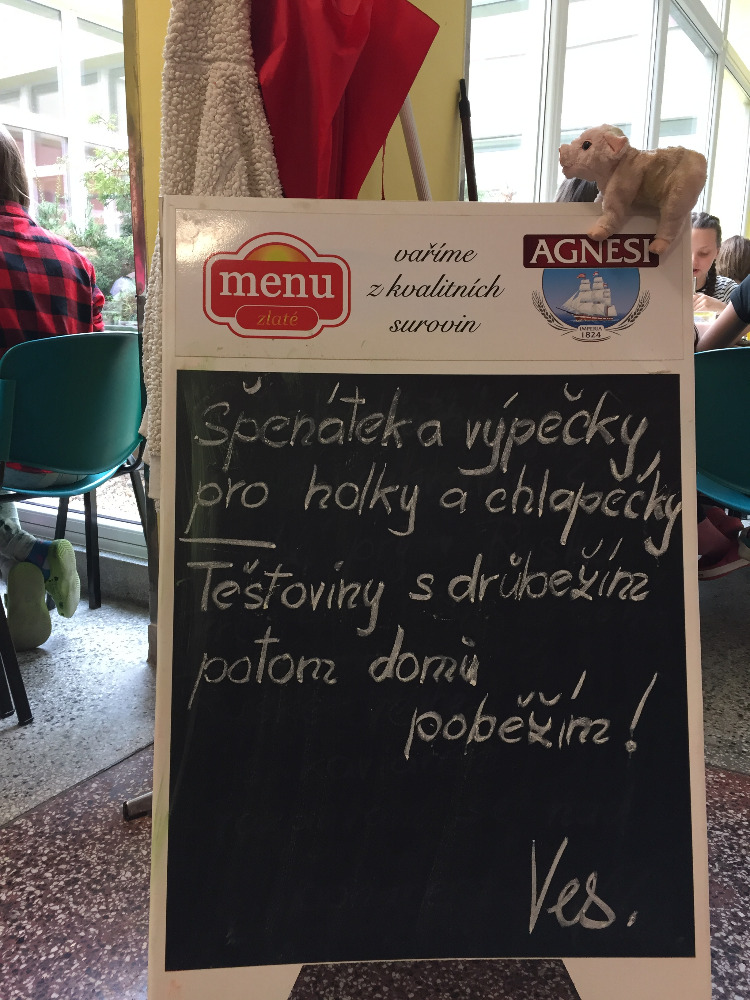 menu
zlaté
vaříme
z kvalitních
surovin
AGNESI
IMPERIA
1824
Špenátek a výpečky
pro holky a chlapečky
Těstoviny s drůbežím
potom domů
poběžím!
Ves.